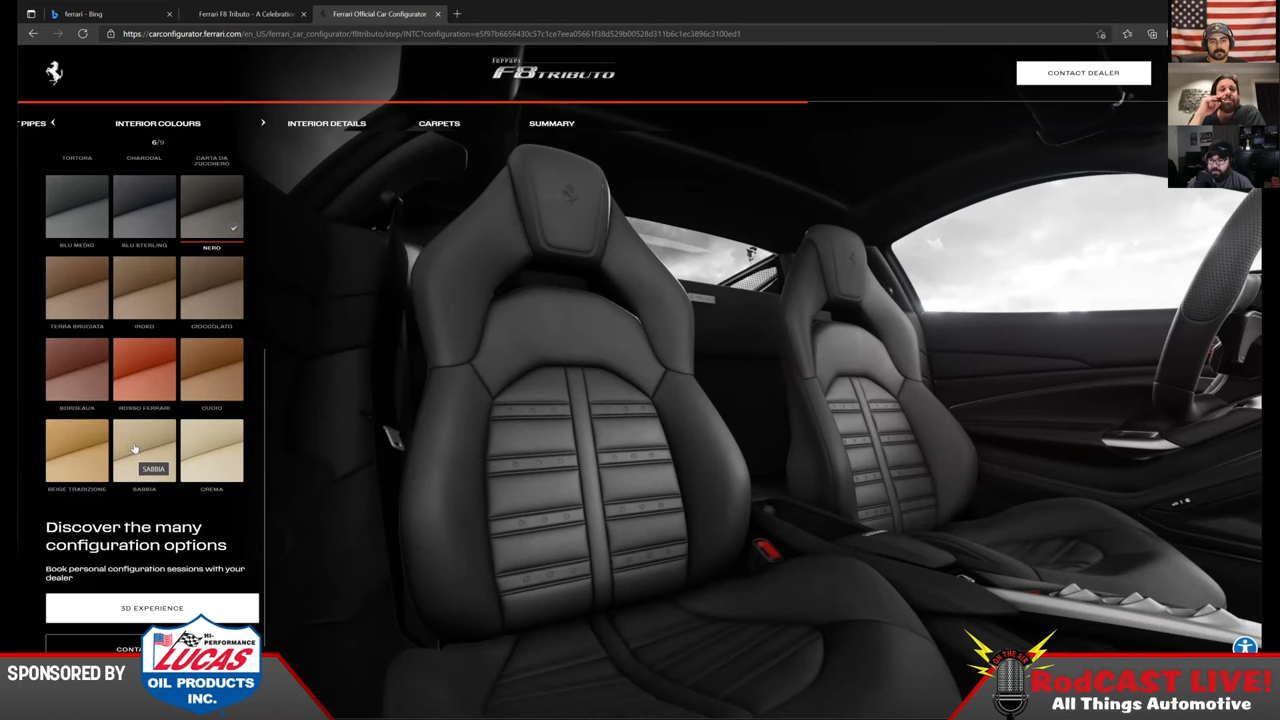 ferrari - Bing
Ferrari F8 Tributo - A Celebration
Ferrari Official Car Configurator
https://carconfigurator.ferrari.com/en_US/ferrari_car_configurator/f8tributo/step/INTC?configuration=e5f97b6656430c57c1ce7eea05661f38d529b00528d311b6c1ec3896c3100ed1
Ferrari
F8TRIBUTO
CONTACT DEALER
T PIPES
INTERIOR COLOURS
INTERIOR DETAILS
CARPETS
SUMMARY
6/9
TORTORA
CHARCOAL
CARTA DA
ZUCCHERO
BLU MEDIO
BLU STERLING
NERO
TERRA BRUCIATA
IROKO
CIOCCOLATO
BORDEAUX
ROSSO FERRARI
CUOIO
SABBIA
BEIGE TRADIZIONE
SABBIA
CREMA
Discover the many
configuration options
Book personal configuration sessions with your
dealer
3D EXPERIENCE
CONTA
SPONSORED BY
HI-
PERFORMANCE
LUCAS
OIL PRODUCTS
INC.
ON THE AIR
RodCAST LIVE!
All Things Automotive